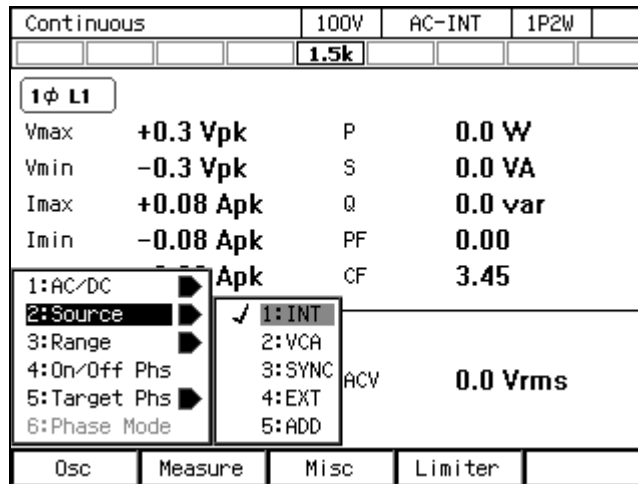 Continuous 100V AC-INT 1P2W
1.5k
1ϕ L1
Vmax +0.3 Vpk P 0.0 W
Vmin -0.3 Vpk S 0.0 VA
Imax +0.08 Apk Q 0.0 var
Imin -0.08 Apk PF 0.00
Apk CF 3.45
1:AC/DC
2:Source
3:Range
4:On/Off Phs
5:Target Phs
6:Phase Mode
✓ 1:INT
2:VCA
3:SYNC
4:EXT
5:ADD
ACV 0.0 Vrms
Osc Measure Misc Limiter